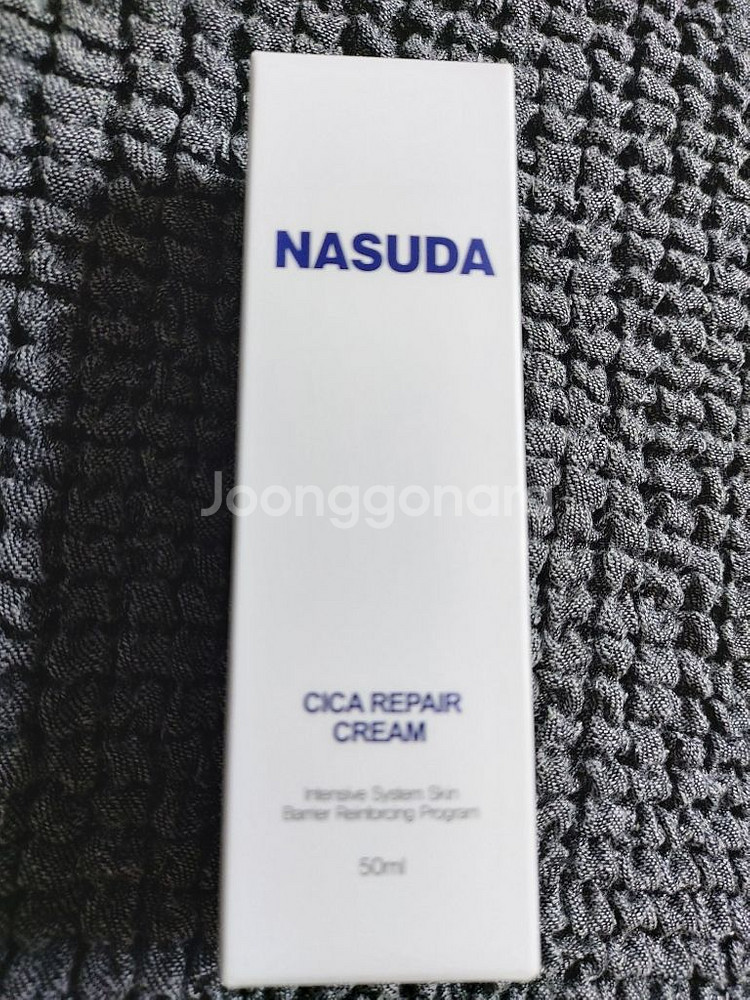 NASUDA
Joonggonara
CICA REPAIR
CREAM
Intensive System Skin
Barrier Reinforcing Program
50ml